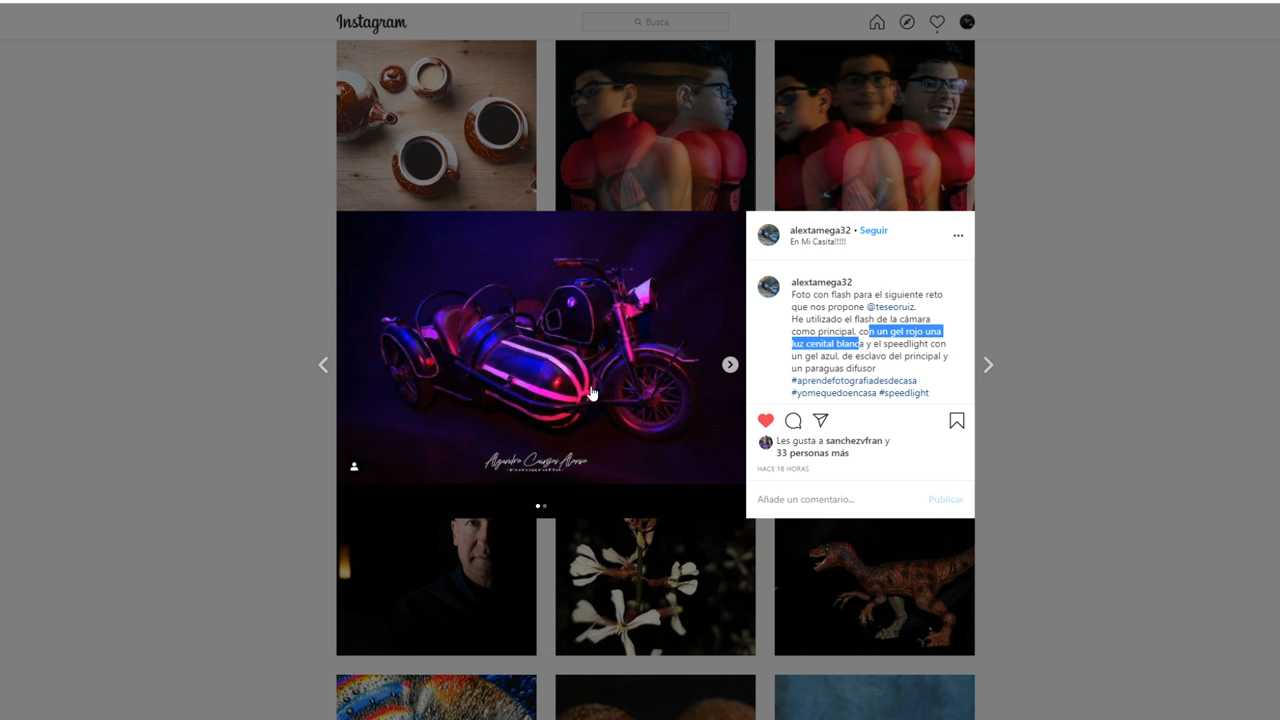 Instagram
Busca
alextamega32 • Seguir
En Mi Casita!!!!!
alextamega32
Foto con flash para el siguiente reto
que nos propone @teseoruiz.
He utilizado el flash de la cámara
como principal, con un gel rojo una
luz cenital blanca y el speedlight con
un gel azul, de esclavo del principal y
un paraguas difusor
#aprendefotografiadesdecasa
#yomequedoencasa #speedlight
Les gusta a sanchezvfran y
33 personas más
HACE 16 HORAS
Añade un comentario...
Publicar